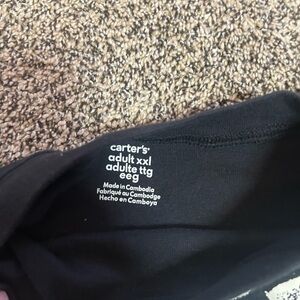 carter's
adult xxl
adulte ttg
eeg
Made in Cambodia
Fabriqué au Cambodge
Hecho en Camboya